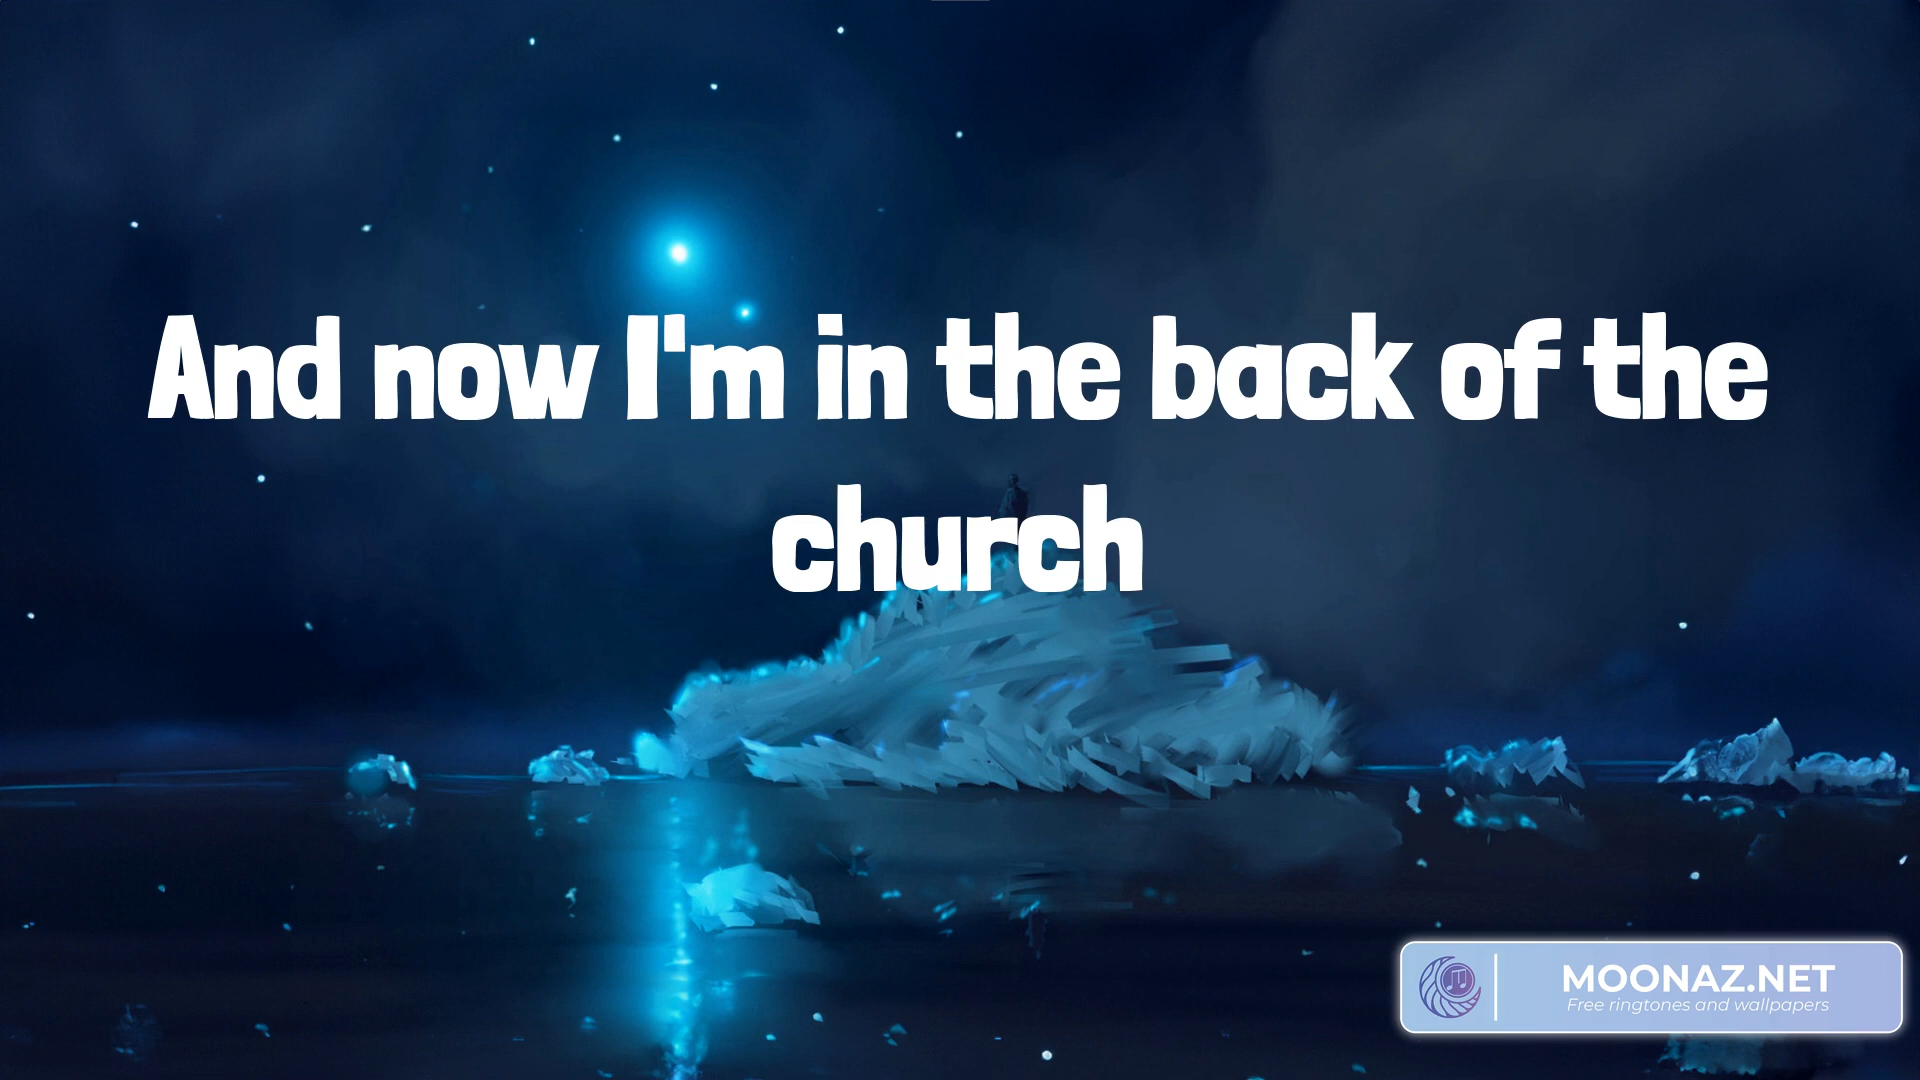 And now I'm in the back of the
church
MOONAZ.NET
Free ringtones and wallpapers